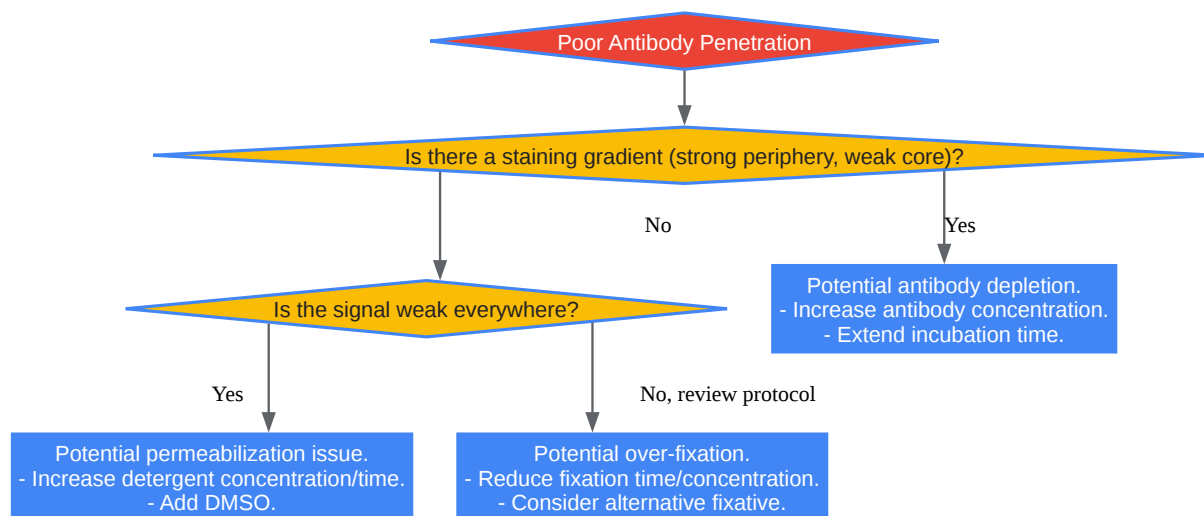 Poor Antibody Penetration
Is there a staining gradient (strong periphery, weak core)?
No
Yes
Is the signal weak everywhere?
Potential antibody depletion.
- Increase antibody concentration.
- Extend incubation time.
Yes
No, review protocol
Potential permeabilization issue.
- Increase detergent concentration/time.
- Add DMSO.
Potential over-fixation.
- Reduce fixation time/concentration.
- Consider alternative fixative.